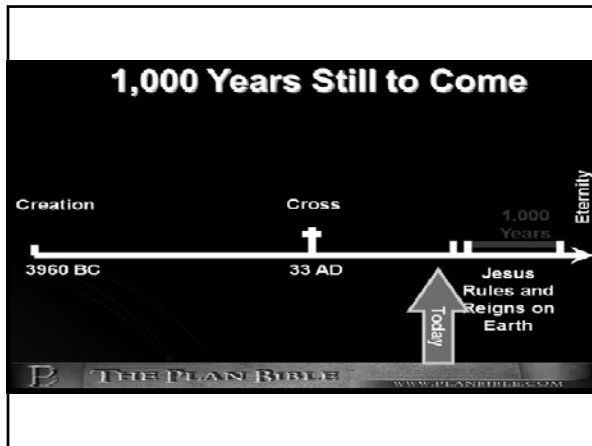 1,000 Years Still to Come
Creation
Cross
1,000
Years
Eternity
3960 BC
33 AD
Jesus
Rules and
Reigns on
Earth
Today
THE PLAN BIBLE
WWW.PLANBIBLE.COM